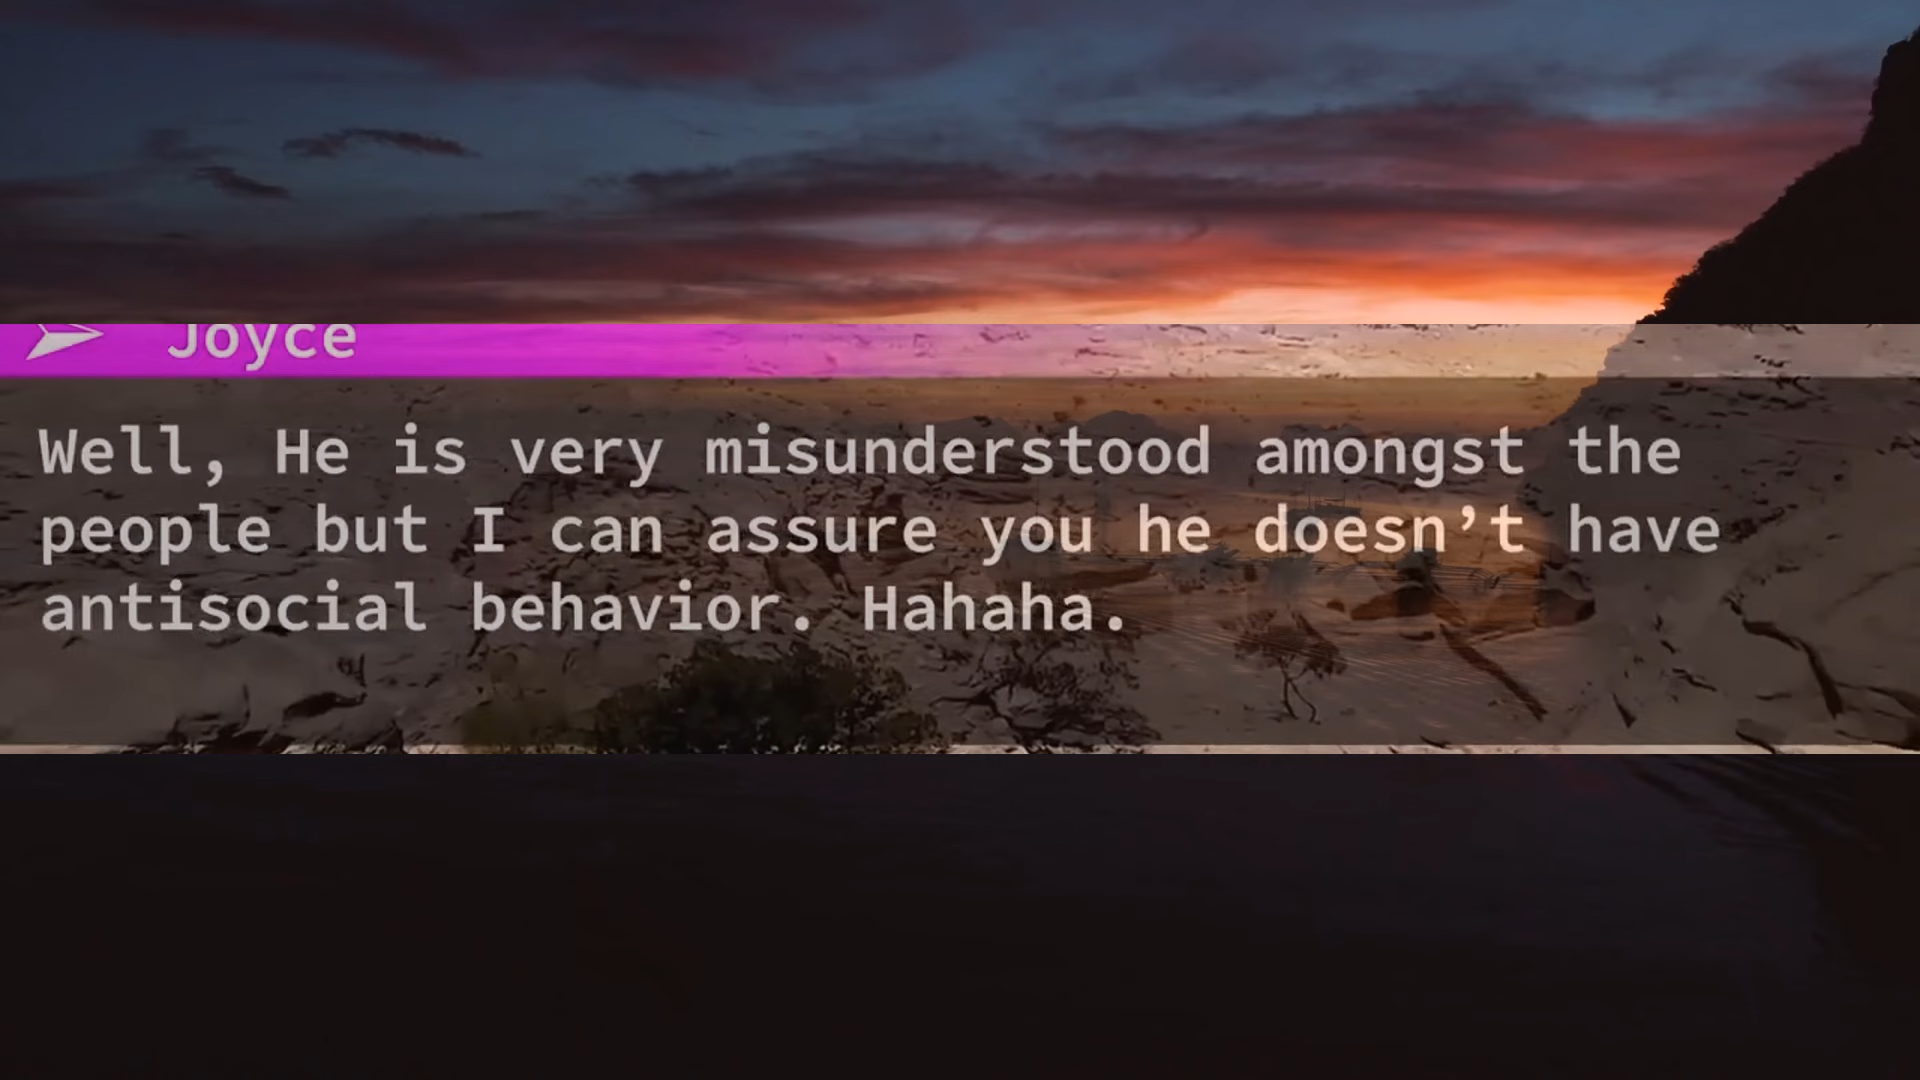 Joyce
Well, He is very misunderstood amongst the
people but I can assure you he doesn’t have
antisocial behavior. Hahaha.